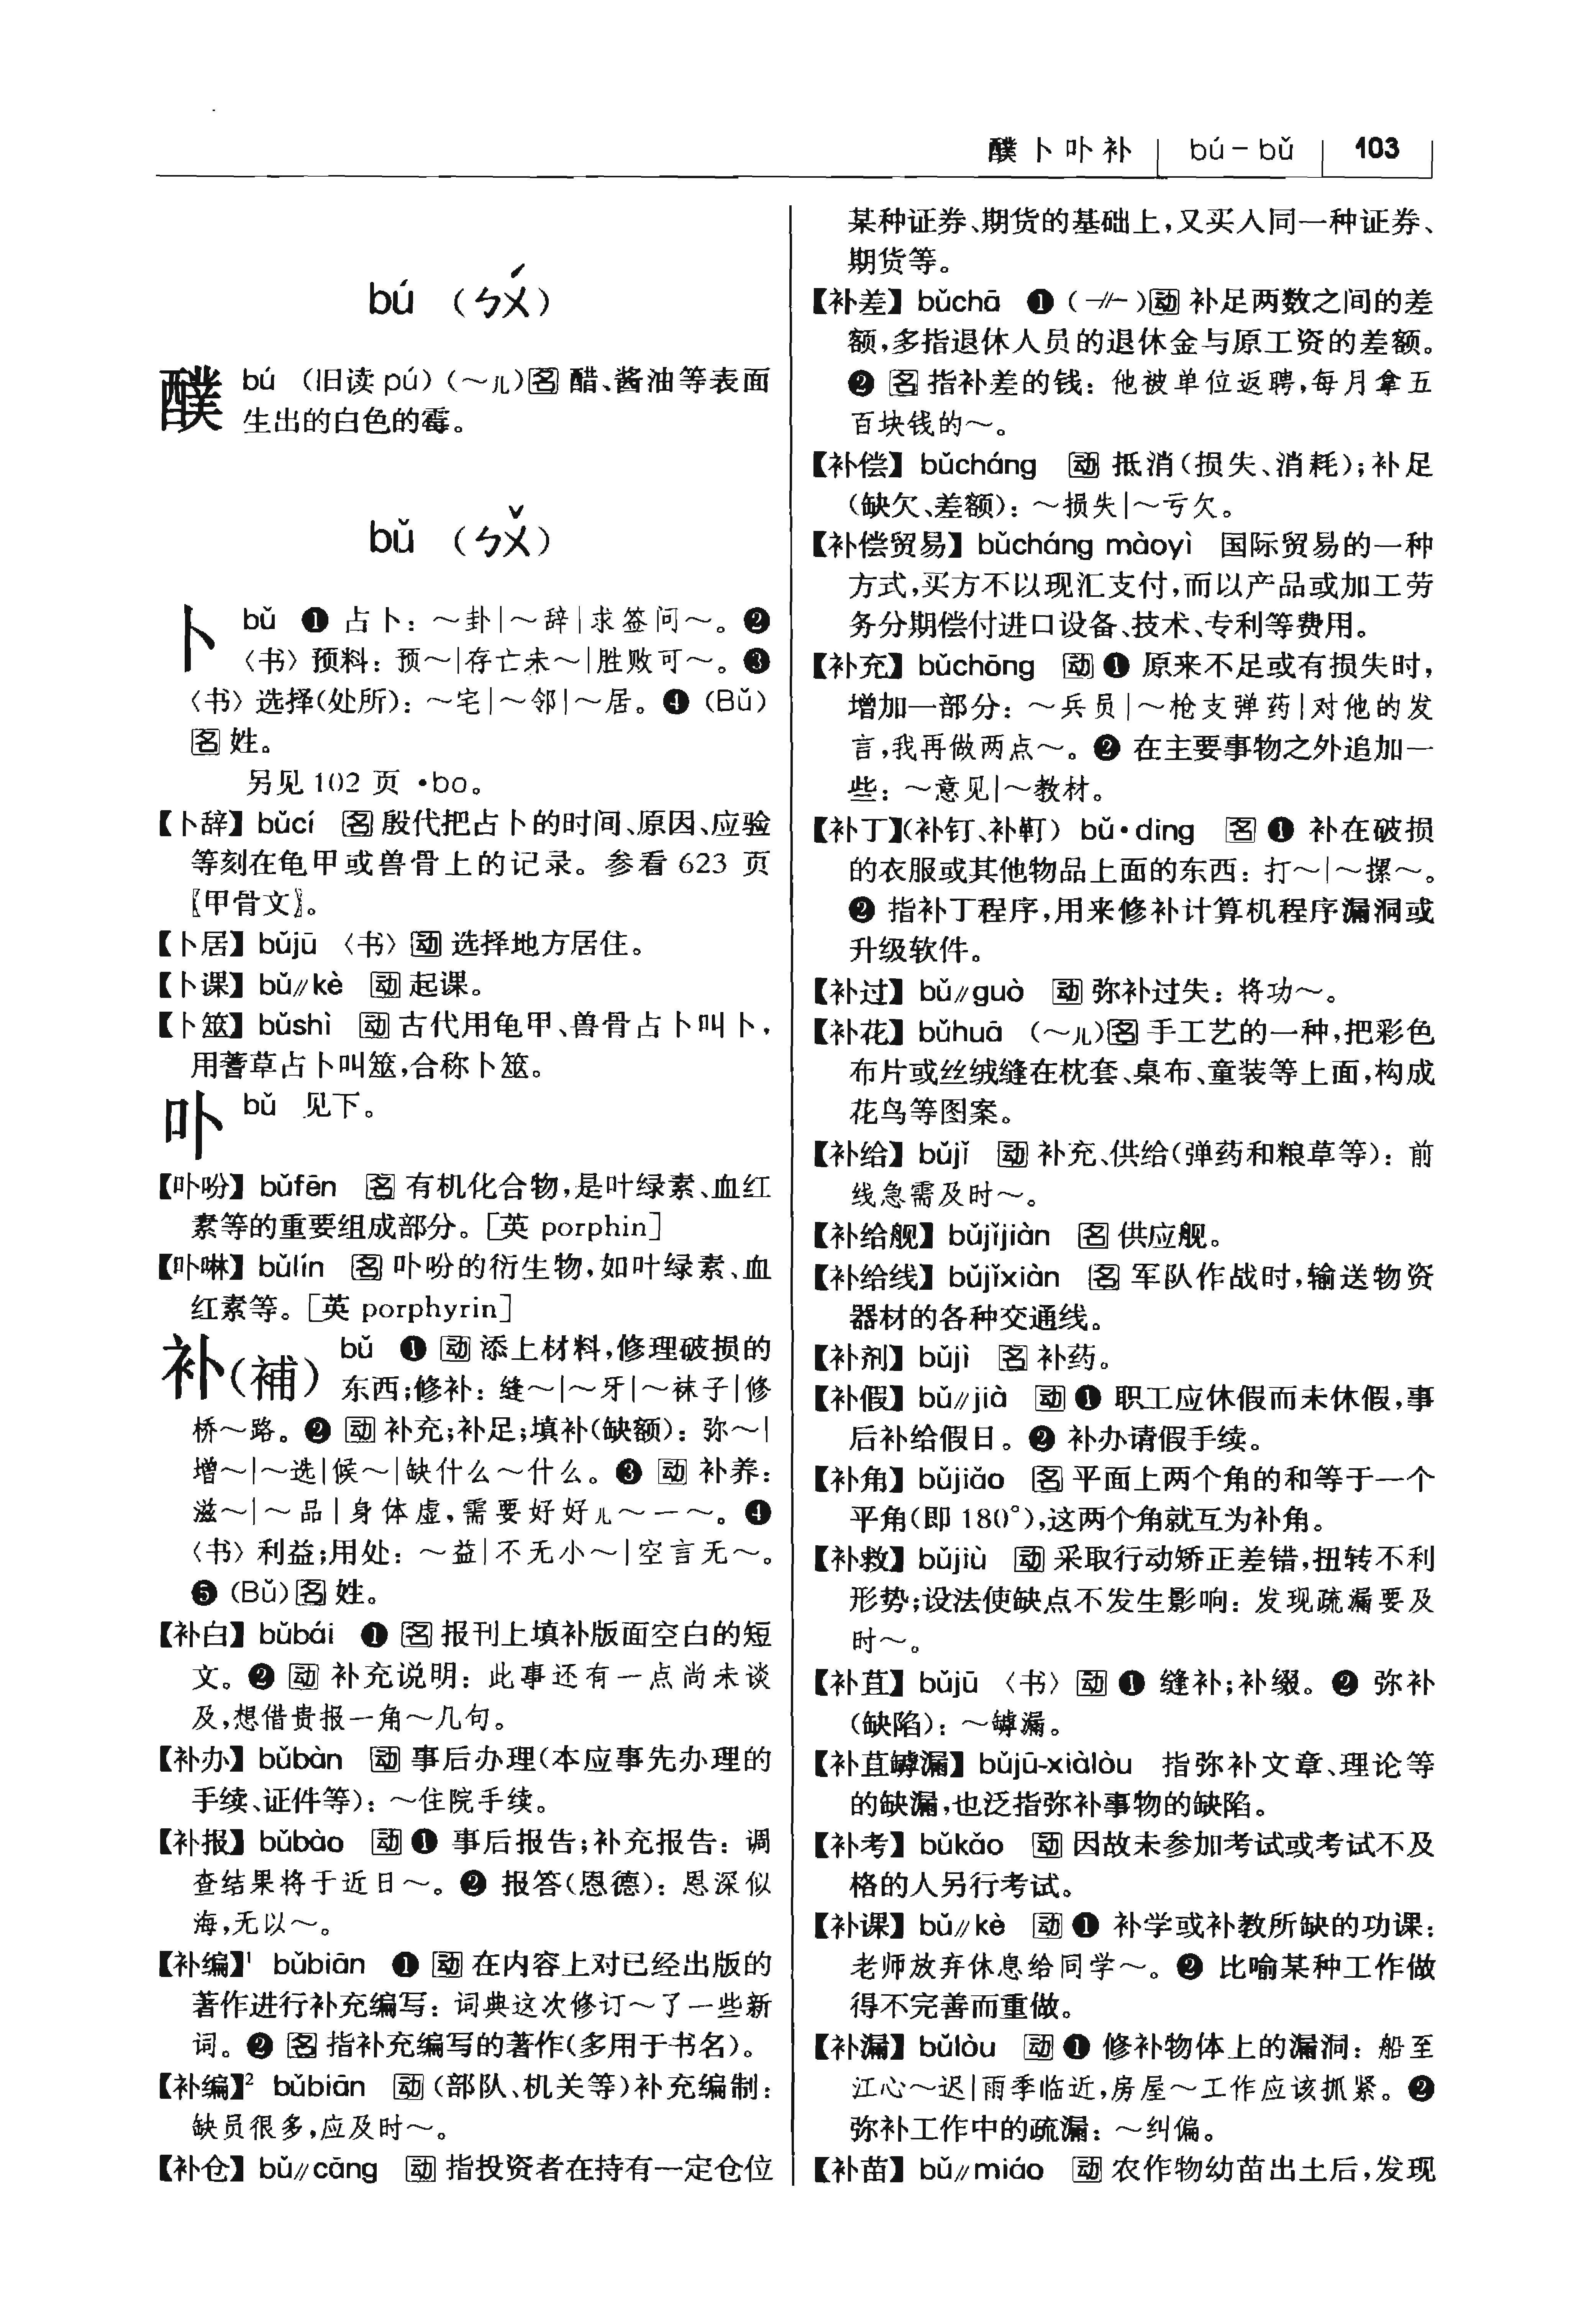 醭卜卟补 bú－bǔ 103
bú （ㄅㄨˊ）
醭 bú （旧读 pú）（～儿）名 醋、酱油等表面
生出的白色的霉。
bǔ （ㄅㄨˇ）
卜 bǔ ❶ 占卜：～卦｜～辞｜求签问～。❷
〈书〉预料：预～｜存亡未～｜胜败可～。❸
〈书〉选择(处所)：～宅｜～邻｜～居。❹ (Bǔ)
名 姓。
另见 102 页 ·bo。
【卜辞】bǔcí 名 殷代把占卜的时间、原因、应验
等刻在龟甲或兽骨上的记录。参看 623 页
〖甲骨文〗。
【卜居】bǔjū 〈书〉动 选择地方居住。
【卜课】bǔ∥kè 动 起课。
【卜筮】bǔshì 动 古代用龟甲、兽骨占卜叫卜，
用蓍草占卜叫筮，合称卜筮。
卟 bǔ 见下。
【卟吩】bǔfēn 名 有机化合物，是叶绿素、血红
素等的重要组成部分。［英 porphin］
【卟啉】bǔlín 名 卟吩的衍生物，如叶绿素、血
红素等。［英 porphyrin］
补（補） bǔ ❶ 动 添上材料，修理破损的
东西；修补：缝～｜～牙｜～袜子｜修
桥～路。❷ 动 补充；补足；填补(缺额)：弥～｜
增～｜～选｜候～｜缺什么～什么。❸ 动 补养：
滋～｜～品｜身体虚，需要好好儿～一～。❹
〈书〉利益；用处：～益｜不无小～｜空言无～。
❺ (Bǔ) 名 姓。
【补白】bǔbái ❶ 名 报刊上填补版面空白的短
文。❷ 动 补充说明：此事还有一点尚未谈
及，想借贵报一角～几句。
【补办】bǔbàn 动 事后办理(本应事先办理的
手续、证件等)：～住院手续。
【补报】bǔbào 动 ❶ 事后报告；补充报告：调
查结果将于近日～。❷ 报答(恩德)：恩深似
海，无以～。
【补编】¹ bǔbiān ❶ 动 在内容上对已经出版的
著作进行补充编写：词典这次修订～了一些新
词。❷ 名 指补充编写的著作(多用于书名)。
【补编】² bǔbiān 动 (部队、机关等)补充编制：
缺员很多，应及时～。
【补仓】bǔ∥cāng 动 指投资者在持有一定仓位
某种证券、期货的基础上，又买入同一种证券、
期货等。
【补差】bǔchā ❶ (-∥-) 动 补足两数之间的差
额，多指退休人员的退休金与原工资的差额。
❷ 名 指补差的钱：他被单位返聘，每月拿五
百块钱的～。
【补偿】bǔcháng 动 抵消(损失、消耗)；补足
(缺欠、差额)：～损失｜～亏欠。
【补偿贸易】bǔcháng màoyì 国际贸易的一种
方式，买方不以现汇支付，而以产品或加工劳
务分期偿付进口设备、技术、专利等费用。
【补充】bǔchōng 动 ❶ 原来不足或有损失时，
增加一部分：～兵员｜～枪支弹药｜对他的发
言，我再做两点～。❷ 在主要事物之外追加一
些：～意见｜～教材。
【补丁】(补钉、补靪) bǔ·ding 名 ❶ 补在破损
的衣服或其他物品上面的东西：打～｜～摞～。
❷ 指补丁程序，用来修补计算机程序漏洞或
升级软件。
【补过】bǔ∥guò 动 弥补过失：将功～。
【补花】bǔhuā （～儿）名 手工艺的一种，把彩色
布片或丝绒缝在枕套、桌布、童装等上面，构成
花鸟等图案。
【补给】bǔjǐ 动 补充、供给(弹药和粮草等)：前
线急需及时～。
【补给舰】bǔjǐjiàn 名 供应舰。
【补给线】bǔjǐxiàn 名 军队作战时，输送物资
器材的各种交通线。
【补剂】bǔjì 名 补药。
【补假】bǔ∥jià 动 ❶ 职工应休假而未休假，事
后补给假日。❷ 补办请假手续。
【补角】bǔjiǎo 名 平面上两个角的和等于一个
平角(即 180°)，这两个角就互为补角。
【补救】bǔjiù 动 采取行动矫正差错，扭转不利
形势；设法使缺点不发生影响：发现疏漏要及
时～。
【补苴】bǔjū 〈书〉动 ❶ 缝补；补缀。❷ 弥补
(缺陷)：～罅漏。
【补苴罅漏】bǔjū-xiàlòu 指弥补文章、理论等
的缺漏，也泛指弥补事物的缺陷。
【补考】bǔkǎo 动 因故未参加考试或考试不及
格的人另行考试。
【补课】bǔ∥kè 动 ❶ 补学或补教所缺的功课：
老师放弃休息给同学～。❷ 比喻某种工作做
得不完善而重做。
【补漏】bǔlòu 动 ❶ 修补物体上的漏洞：船至
江心～迟｜雨季临近，房屋～工作应该抓紧。❷
弥补工作中的疏漏：～纠偏。
【补苗】bǔ∥miáo 动 农作物幼苗出土后，发现